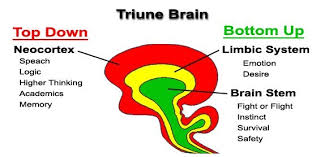 Triune Brain
Top Down
Neocortex
Speach
Logic
Higher Thinking
Academics
Memory
Bottom Up
Limbic System
Emotion
Desire
Brain Stem
Fight or Flight
Instinct
Survival
Safety